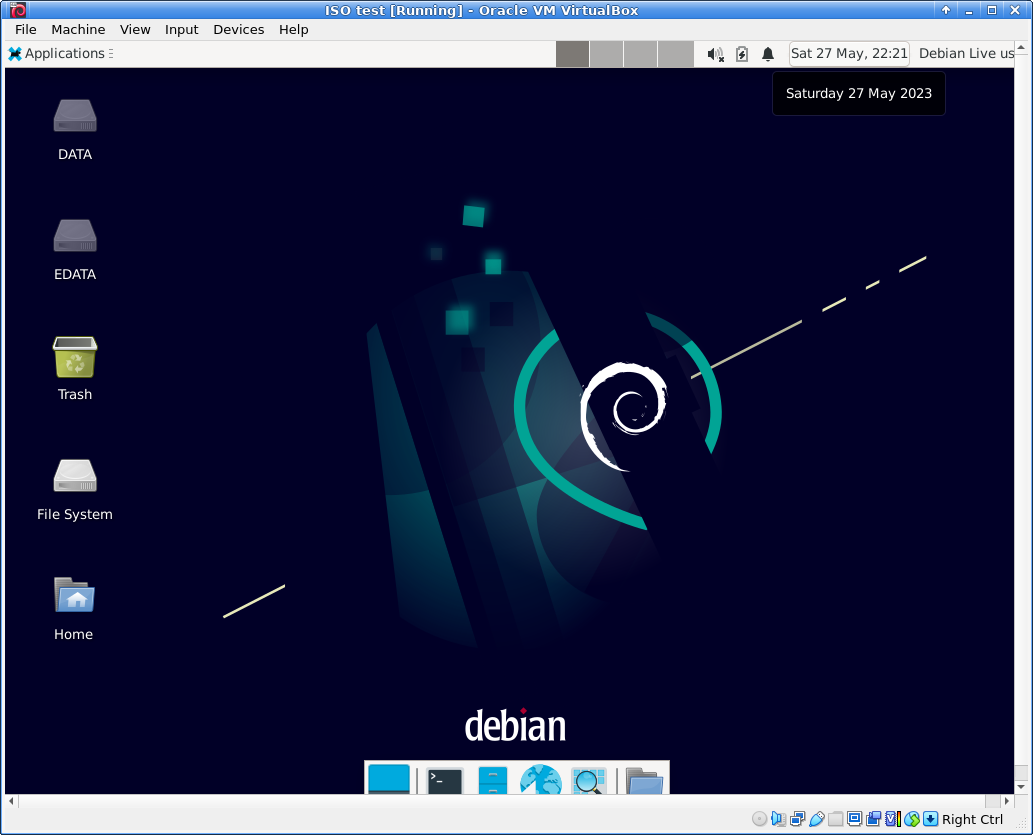 ISO test [Running] - Oracle VM VirtualBox
File Machine View Input Devices Help
Applications
Sat 27 May, 22:21
Debian Live us
Saturday 27 May 2023
DATA
EDATA
Trash
File System
Home
debian
>_
Right Ctrl